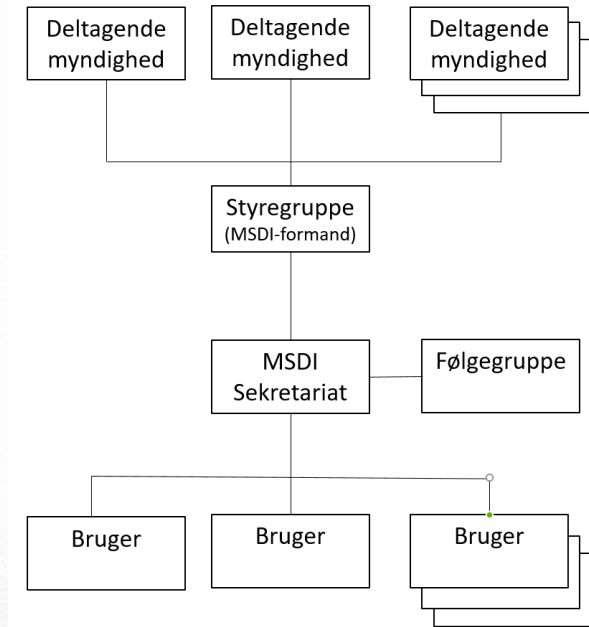 Deltagende
myndighed
Deltagende
myndighed
Deltagende
myndighed
Styregruppe
(MSDI-formand)
MSDI
Sekretariat
Følgegruppe
Bruger
Bruger
Bruger